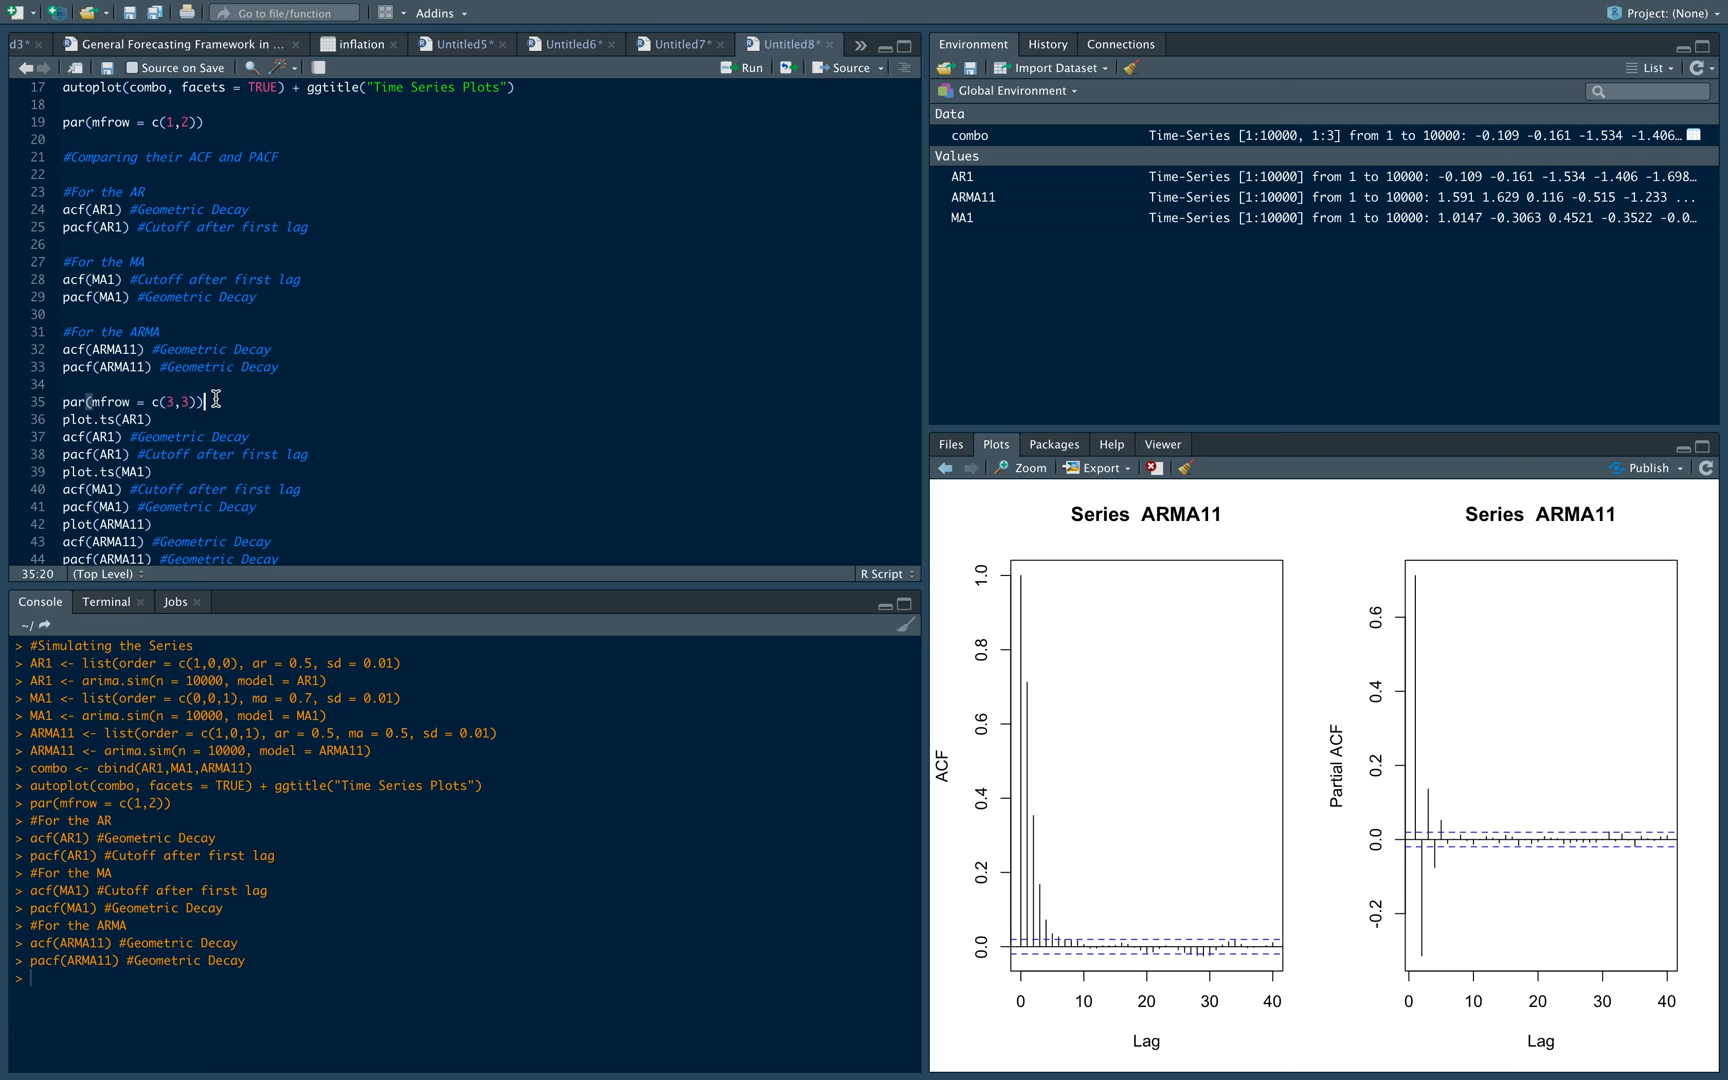 Go to file/function
Addins
Project: (None)
d3*
General Forecasting Framework in ...
inflation
Untitled5*
Untitled6*
Untitled7*
Untitled8*
Source on Save
Run
Source
17 autoplot(combo, facets = TRUE) + ggtitle("Time Series Plots")
18
19 par(mfrow = c(1,2))
20
21 #Comparing their ACF and PACF
22
23 #For the AR
24 acf(AR1) #Geometric Decay
25 pacf(AR1) #Cutoff after first lag
26
27 #For the MA
28 acf(MA1) #Cutoff after first lag
29 pacf(MA1) #Geometric Decay
30
31 #For the ARMA
32 acf(ARMA11) #Geometric Decay
33 pacf(ARMA11) #Geometric Decay
34
35 par(mfrow = c(3,3))
36 plot.ts(AR1)
37 acf(AR1) #Geometric Decay
38 pacf(AR1) #Cutoff after first lag
39 plot.ts(MA1)
40 acf(MA1) #Cutoff after first lag
41 pacf(MA1) #Geometric Decay
42 plot(ARMA11)
43 acf(ARMA11) #Geometric Decay
44 pacf(ARMA11) #Geometric Decay
35:20 (Top Level) R Script
Console Terminal Jobs
~/
> #Simulating the Series
> AR1 <- list(order = c(1,0,0), ar = 0.5, sd = 0.01)
> AR1 <- arima.sim(n = 10000, model = AR1)
> MA1 <- list(order = c(0,0,1), ma = 0.7, sd = 0.01)
> MA1 <- arima.sim(n = 10000, model = MA1)
> ARMA11 <- list(order = c(1,0,1), ar = 0.5, ma = 0.5, sd = 0.01)
> ARMA11 <- arima.sim(n = 10000, model = ARMA11)
> combo <- cbind(AR1,MA1,ARMA11)
> autoplot(combo, facets = TRUE) + ggtitle("Time Series Plots")
> par(mfrow = c(1,2))
> #For the AR
> acf(AR1) #Geometric Decay
> pacf(AR1) #Cutoff after first lag
> #For the MA
> acf(MA1) #Cutoff after first lag
> pacf(MA1) #Geometric Decay
> #For the ARMA
> acf(ARMA11) #Geometric Decay
> pacf(ARMA11) #Geometric Decay
>
Environment History Connections
Import Dataset
List
Global Environment
Data
combo Time-Series [1:10000, 1:3] from 1 to 10000: -0.109 -0.161 -1.534 -1.406…
Values
AR1 Time-Series [1:10000] from 1 to 10000: -0.109 -0.161 -1.534 -1.406 -1.698…
ARMA11 Time-Series [1:10000] from 1 to 10000: 1.591 1.629 0.116 -0.515 -1.233 ...
MA1 Time-Series [1:10000] from 1 to 10000: 1.0147 -0.3063 0.4521 -0.3522 -0.0…
Files Plots Packages Help Viewer
Zoom Export Publish
Series ARMA11
ACF
1.0
0.8
0.6
0.4
0.2
0.0
0 10 20 30 40
Lag
Series ARMA11
Partial ACF
0.6
0.4
0.2
0.0
-0.2
0 10 20 30 40
Lag